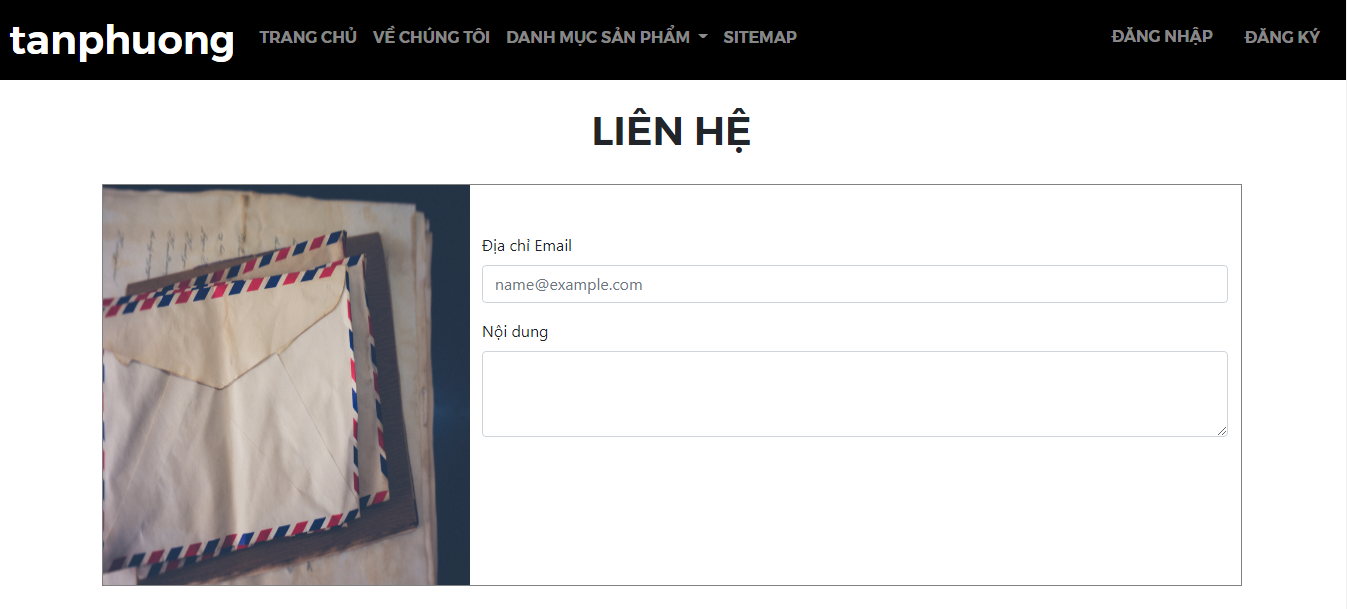 tanphuong TRANG CHỦ VỀ CHÚNG TÔI DANH MỤC SẢN PHẨM SITEMAP ĐĂNG NHẬP ĐĂNG KÝ
LIÊN HỆ
Địa chỉ Email
name@example.com
Nội dung